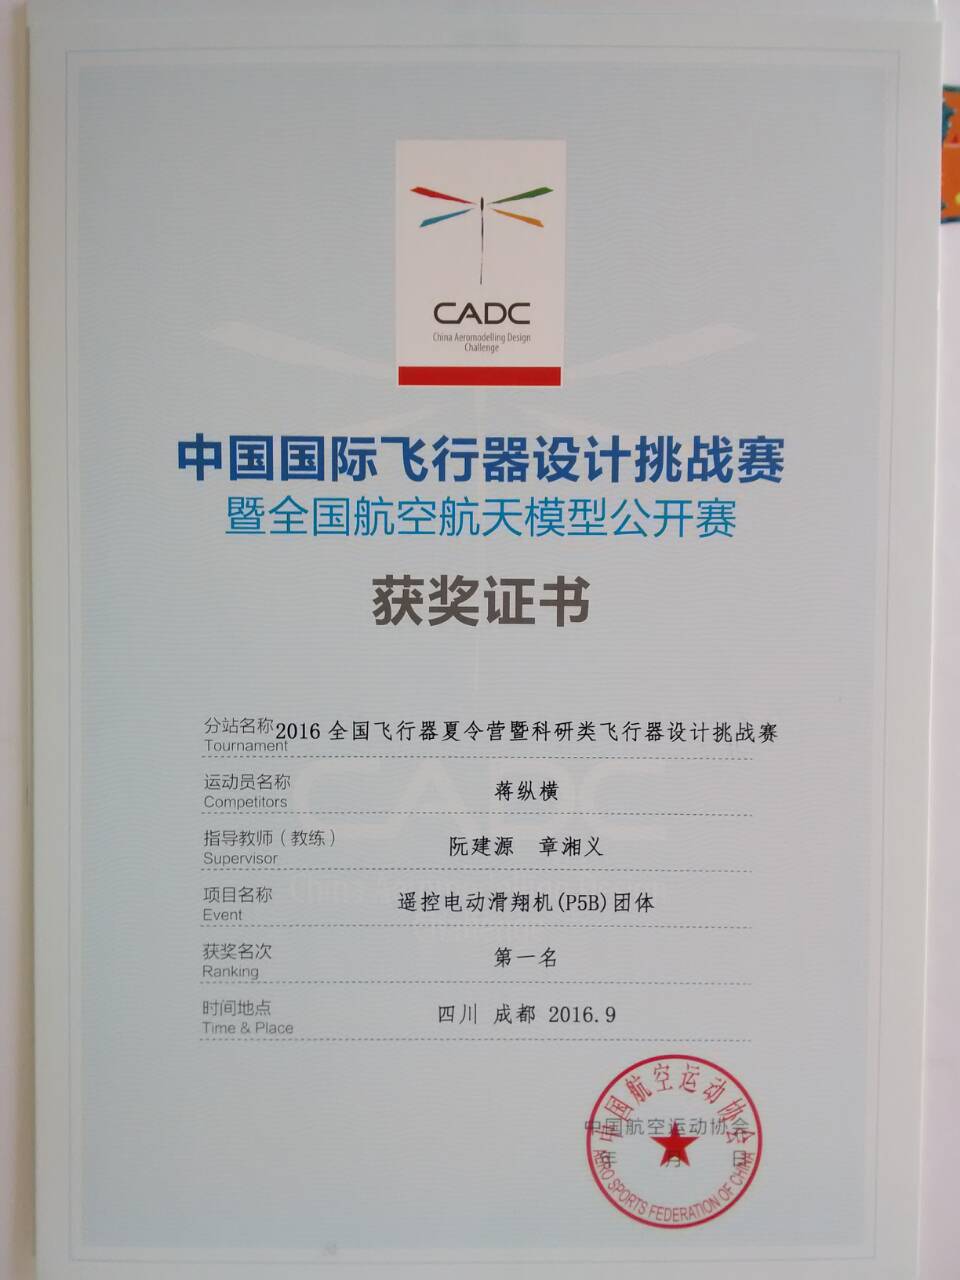 CADC
China Aeromodelling Design
Challenge
中国国际飞行器设计挑战赛
暨全国航空航天模型公开赛
获奖证书
分站名称 2016 全国飞行器夏令营暨科研类飞行器设计挑战赛
Tournament
运动员名称 蒋纵横
Competitors
指导教师（教练） 阮建源 章湘义
Supervisor
项目名称 遥控电动滑翔机(P5B)团体
Event
获奖名次 第一名
Ranking
时间地点 四川 成都 2016.9
Time & Place
中国航空运动协会
中国航空运动协会
年 月 日
AERO SPORTS FEDERATION OF CHINA